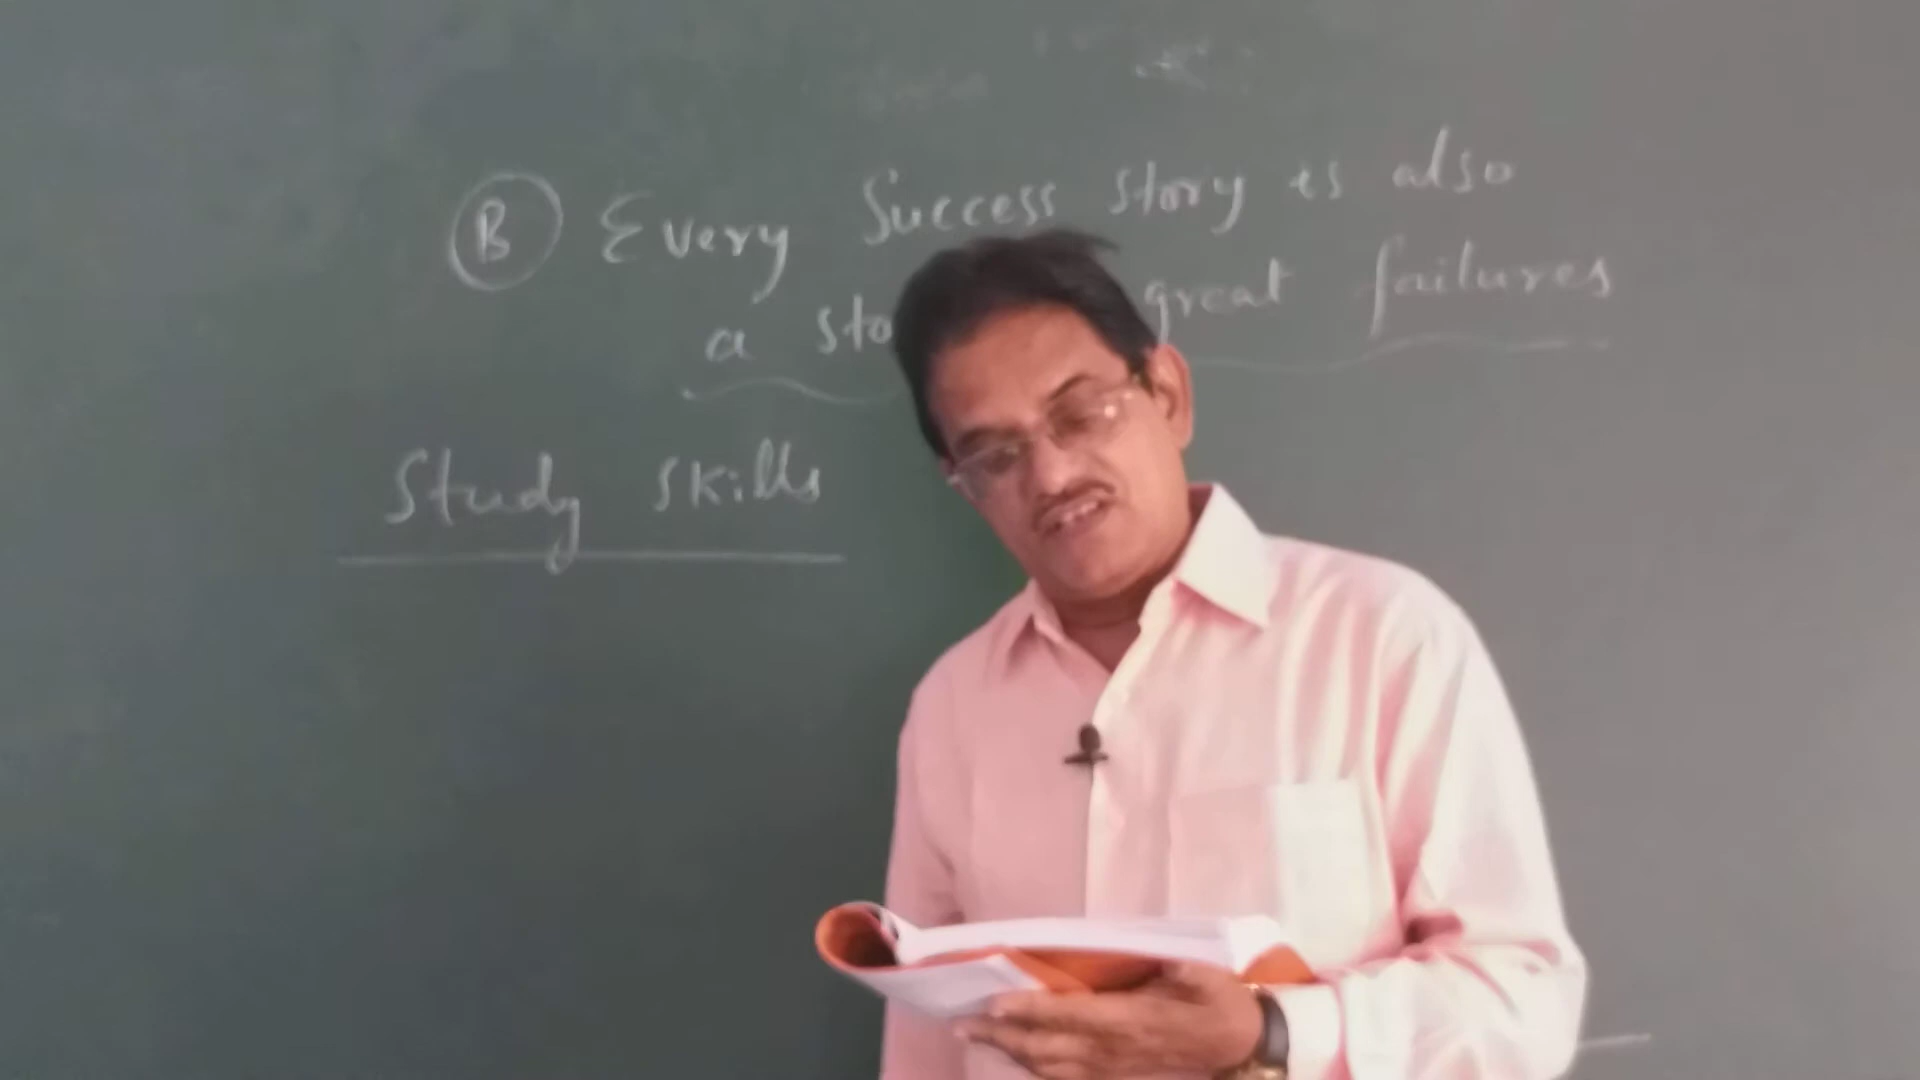 B Every Success story is also
a sto great failures
Study skills